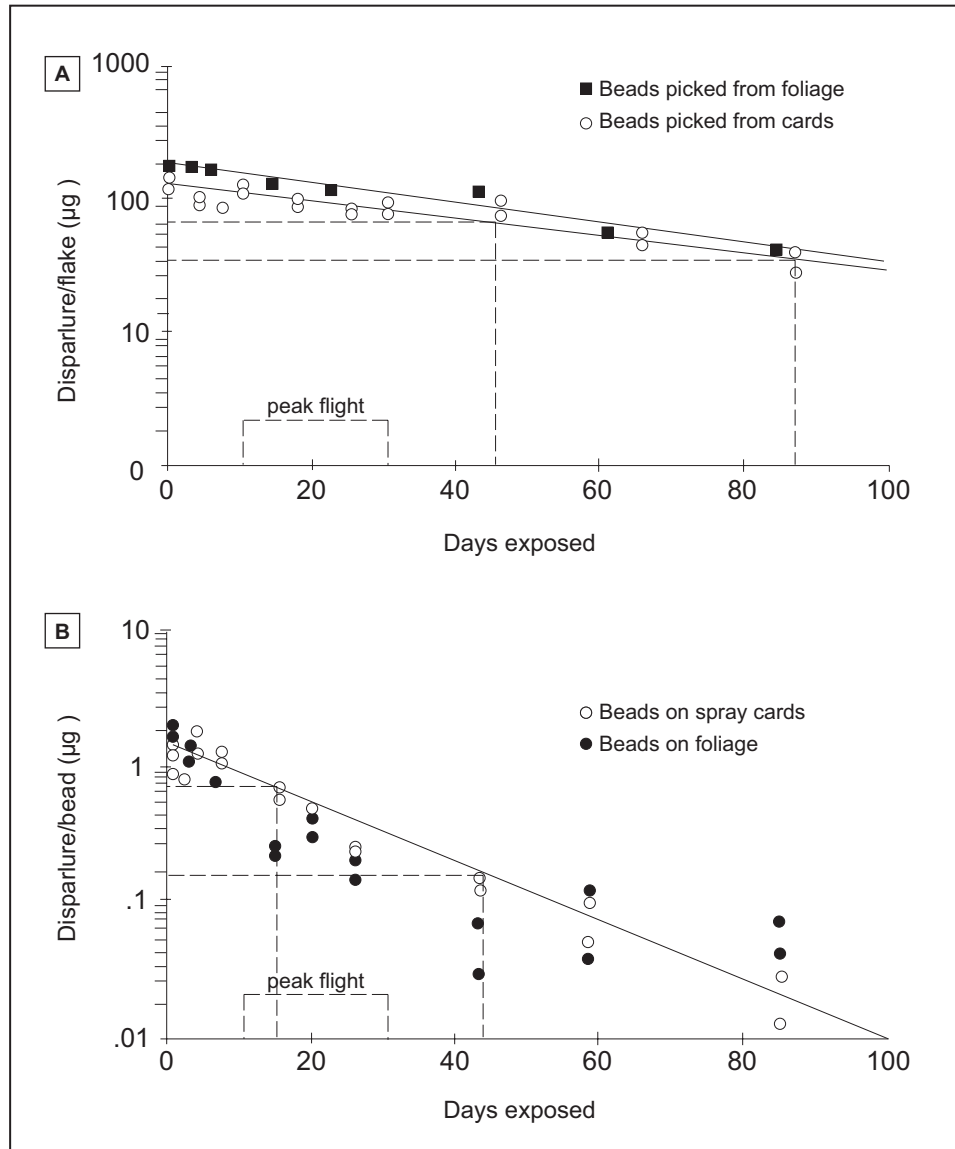 A
1000
100
10
0
Disparlure/flake (µg)
■ Beads picked from foliage
○ Beads picked from cards
peak flight
0 20 40 60 80 100
Days exposed
B
10
1
.1
.01
Disparlure/bead (µg )
○ Beads on spray cards
● Beads on foliage
peak flight
0 20 40 60 80 100
Days exposed